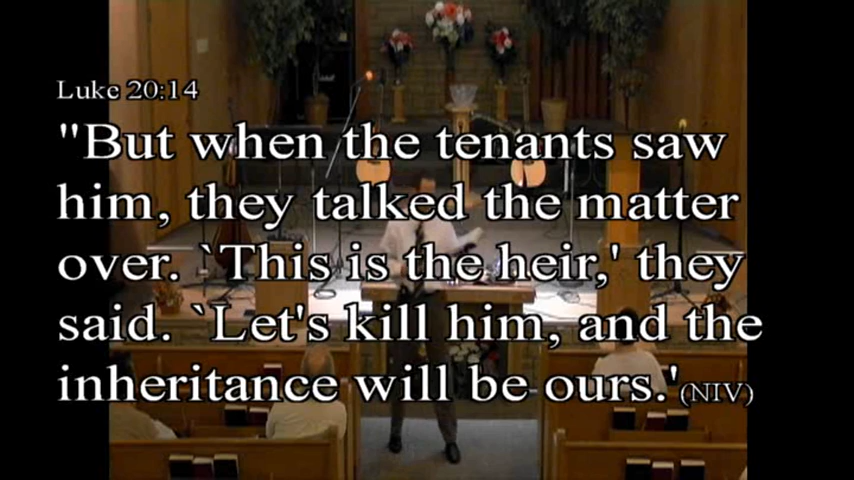 Luke 20:14
"But when the tenants saw
him, they talked the matter
over. `This is the heir,' they
said. `Let's kill him, and the
inheritance will be ours.'(NIV)